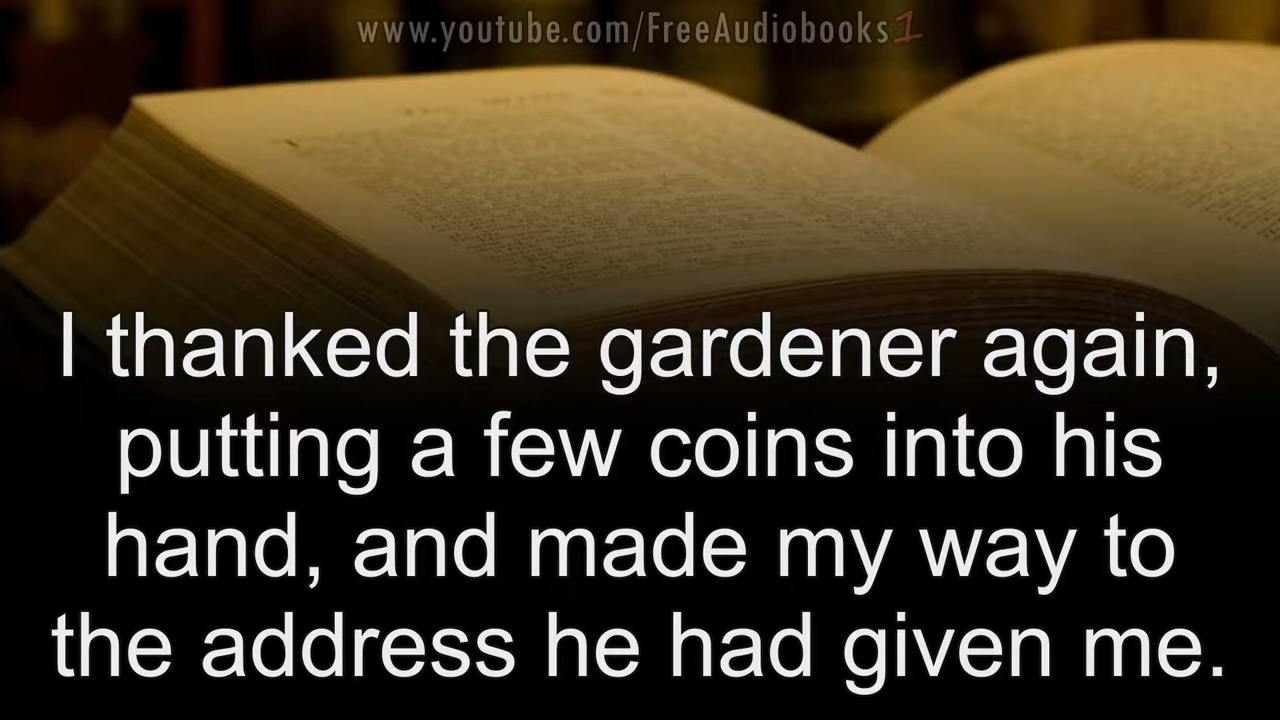 www.youtube.com/FreeAudiobooks1
I thanked the gardener again,
putting a few coins into his
hand, and made my way to
the address he had given me.